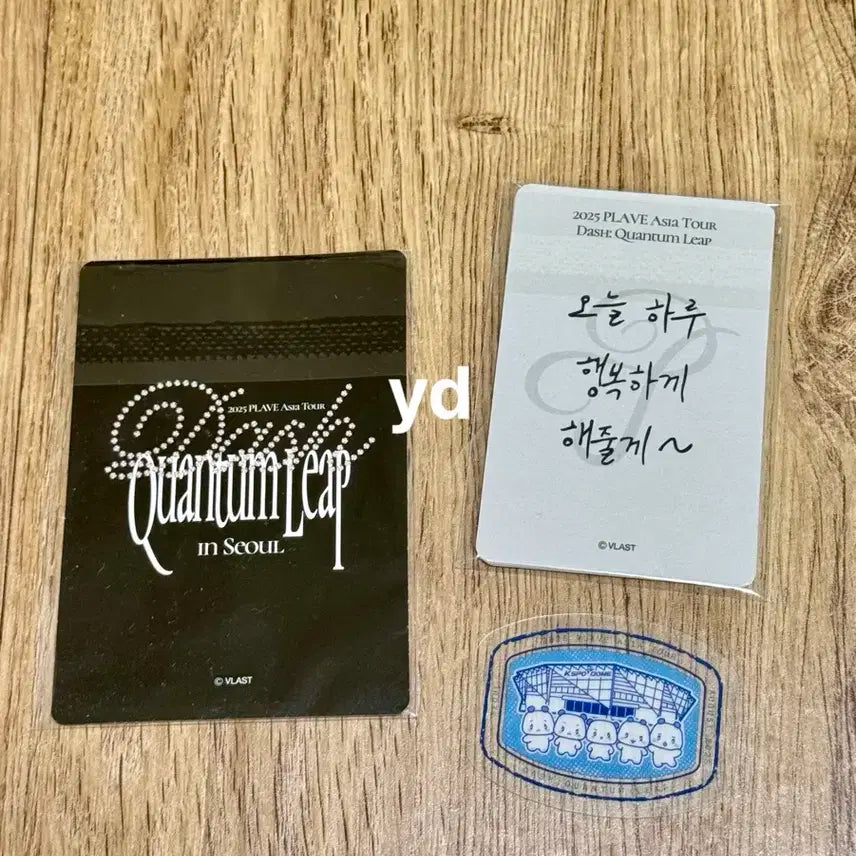 2025 PLAVE Asia Tour
Dash
Quantum Leap
in Seoul
© VLAST
yd
2025 PLAVE Asia Tour
Dash: Quantum Leap
오늘 하루
행복하게
해줄게~
© VLAST
KSPO DOME